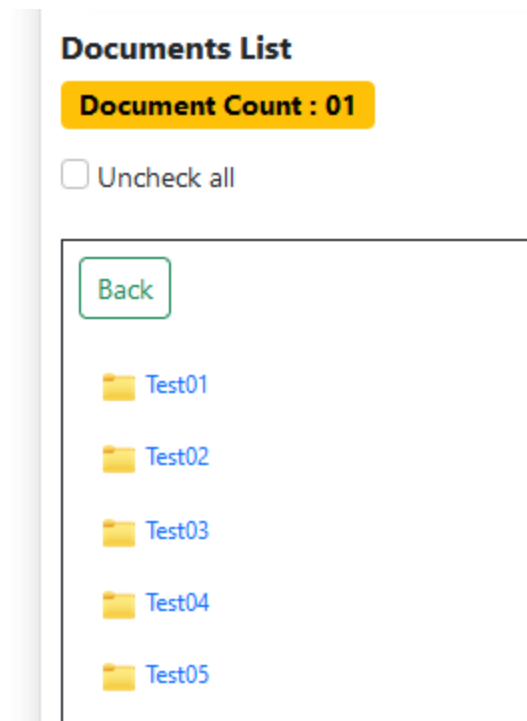 Documents List
Document Count : 01
Uncheck all
Back
Test01
Test02
Test03
Test04
Test05